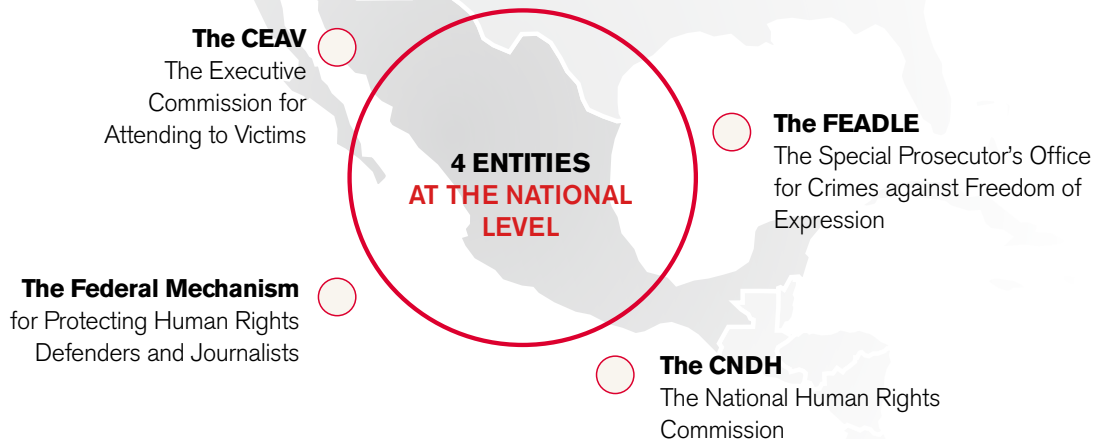 The CEAV
The Executive
Commission for
Attending to Victims
4 ENTITIES
AT THE NATIONAL
LEVEL
The FEADLE
The Special Prosecutor's Office
for Crimes against Freedom of
Expression
The Federal Mechanism
for Protecting Human Rights
Defenders and Journalists
The CNDH
The National Human Rights
Commission